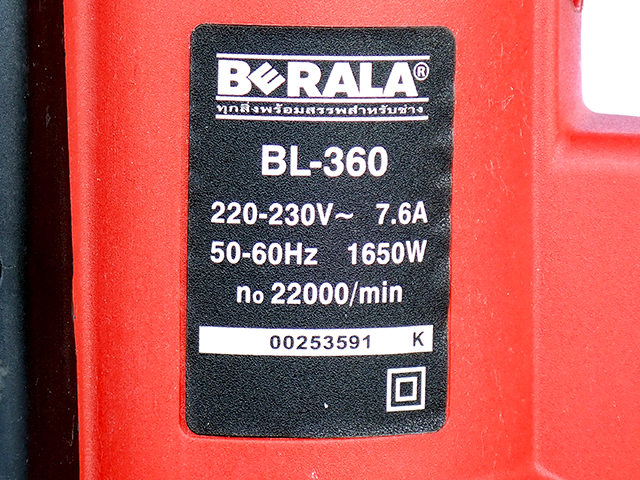 BERALA®
ทุกสิ่งพร้อมสรรพสำหรับช่าง
BL-360
220-230V~ 7.6A
50-60Hz 1650W
no 22000/min
00253591 K